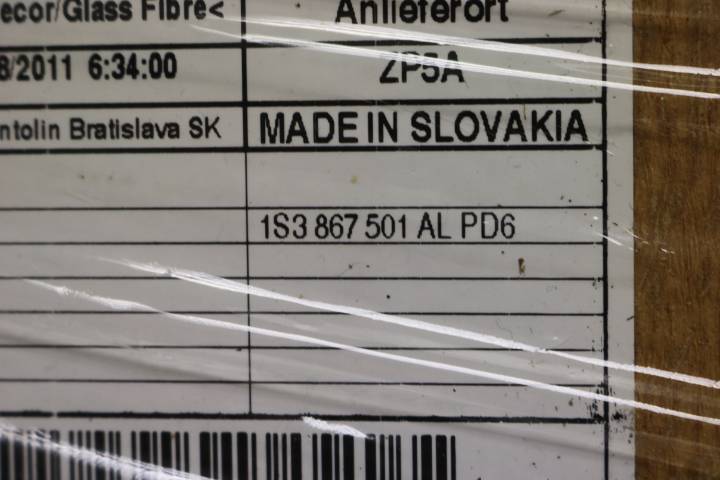 ecor/Glass Fibre< Anlieferort
8/2011 6:34:00 ZP5A
ntolin Bratislava SK MADE IN SLOVAKIA
1S3 867 501 AL PD6